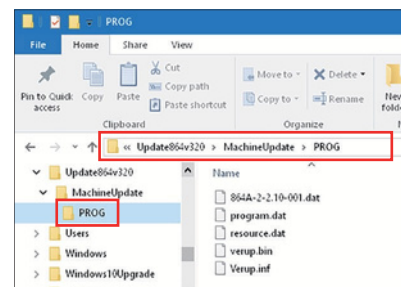 PROG
File Home Share View
Pin to Quick access
Copy
Paste
Cut
Copy path
Paste shortcut
Clipboard
Move to
Copy to
Delete
Rename
Organize
New
« Update864v320 > MachineUpdate > PROG
Update864v320
MachineUpdate
PROG
Users
Windows
Windows10Upgrade
Name
864A-2-2.10-001.dat
program.dat
resource.dat
verup.bin
Verup.inf